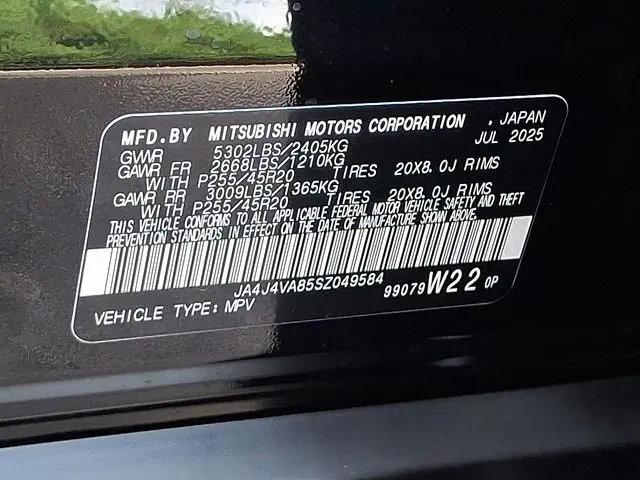 MFD.BY MITSUBISHI MOTORS CORPORATION . JAPAN
GVWR 5302LBS/2405KG JUL 2025
GAWR FR 2668LBS/1210KG
WITH P255/45R20 TIRES 20X8.0J RIMS
GAWR RR 3009LBS/1365KG
WITH P255/45R20 TIRES 20X8.0J RIMS
THIS VEHICLE CONFORMS TO ALL APPLICABLE FEDERAL MOTOR VEHICLE SAFETY AND THEFT
PREVENTION STANDARDS IN EFFECT ON THE DATE OF MANUFACTURE SHOWN ABOVE.
JA4J4VA85SZ049584
VEHICLE TYPE: MPV 99079 W22 0P